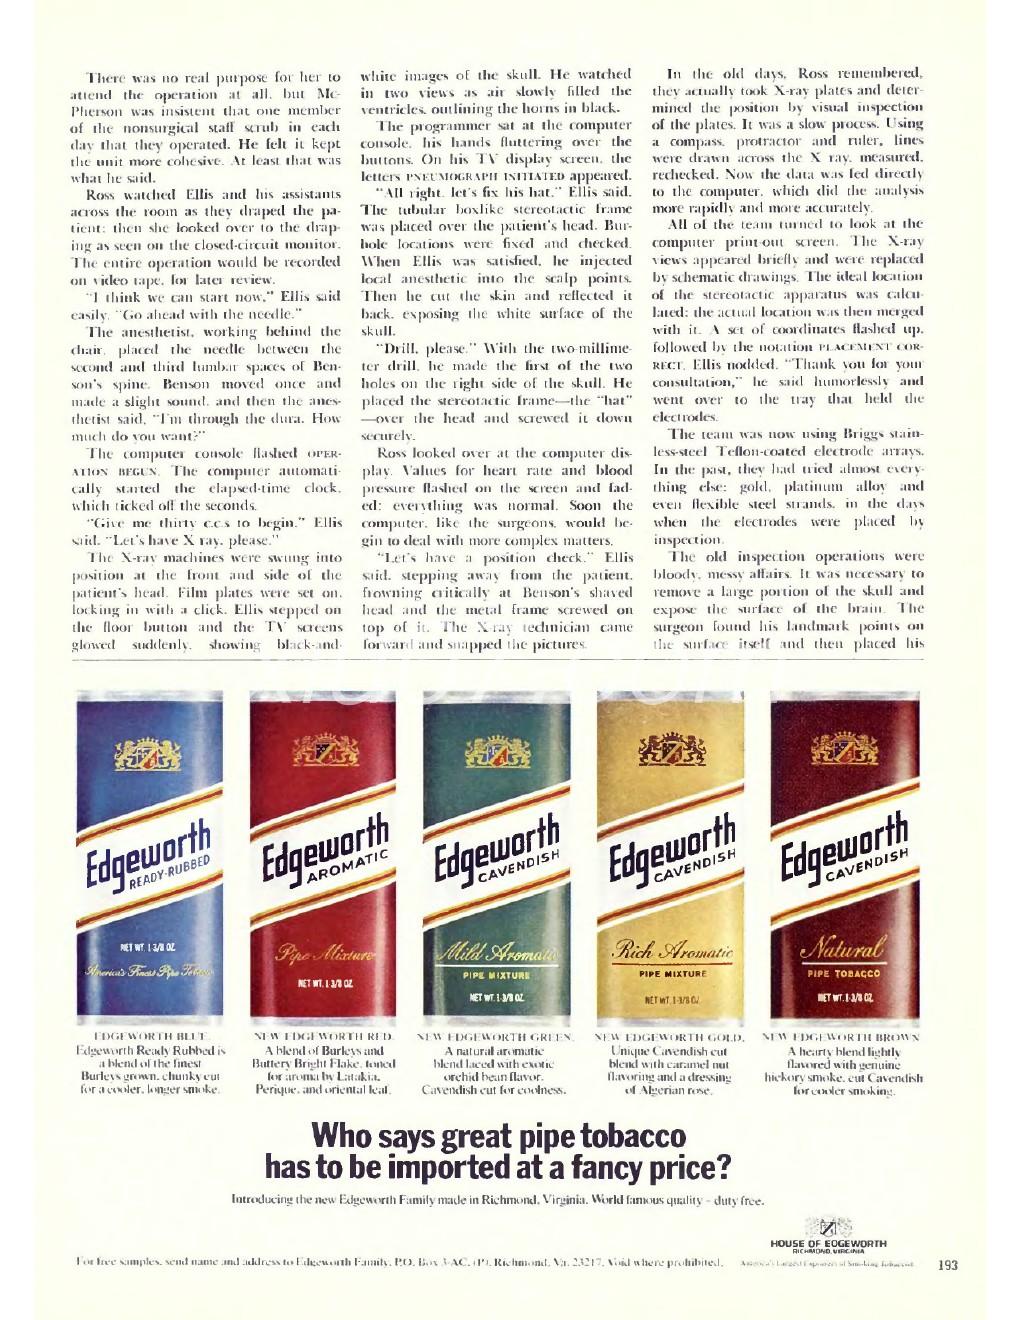 There was no real purpose for her to
attend the operation at all, but Mc-
Pherson was insistent that one member
of the nonsurgical staff scrub in each
day that they operated. He felt it kept
the unit more cohesive. At least that was
what he said.
Ross watched Ellis and his assistants
across the room as they draped the pa-
tient; then she looked over to the drap-
ing as seen on the closed-circuit monitor.
The entire operation would be recorded
on video tape, for later review.
"I think we can start now," Ellis said
easily. "Go ahead with the needle."
The anesthetist, working behind the
chair, placed the needle between the
second and third lumbar spaces of Ben-
son's spine. Benson moved once and
made a slight sound, and then the anes-
thetist said, "I'm through the dura. How
much do you want?"
The computer console flashed OPER-
ATION BEGUN. The computer automati-
cally started the elapsed-time clock,
which ticked off the seconds.
"Give me thirty c.c.s to begin," Ellis
said. "Let's have X ray, please."
The X-ray machines were swung into
position at the front and side of the
patient's head. Film plates were set on,
locking in with a click. Ellis stepped on
the floor button and the TV screens
glowed suddenly, showing black-and-
white images of the skull. He watched
in two views as air slowly filled the
ventricles, outlining the horns in black.
The programmer sat at the computer
console, his hands fluttering over the
buttons. On his TV display screen, the
letters PNEUMOGRAPH INITIATED appeared.
"All right, let's fix his hat," Ellis said.
The tubular boxlike stereotactic frame
was placed over the patient's head. Bur-
hole locations were fixed and checked.
When Ellis was satisfied, he injected
local anesthetic into the scalp points.
Then he cut the skin and reflected it
back, exposing the white surface of the
skull.
"Drill, please." With the two-millime-
ter drill, he made the first of the two
holes on the right side of the skull. He
placed the stereotactic frame—the "hat"
—over the head and screwed it down
securely.
Ross looked over at the computer dis-
play. Values for heart rate and blood
pressure flashed on the screen and fad-
ed; everything was normal. Soon the
computer, like the surgeons, would be-
gin to deal with more complex matters.
"Let's have a position check," Ellis
said, stepping away from the patient,
frowning critically at Benson's shaved
head and the metal frame screwed on
top of it. The X-ray technician came
forward and snapped the pictures.
In the old days, Ross remembered,
they actually took X-ray plates and deter-
mined the position by visual inspection
of the plates. It was a slow process. Using
a compass, protractor and ruler, lines
were drawn across the X ray, measured,
rechecked. Now the data was fed directly
to the computer, which did the analysis
more rapidly and more accurately.
All of the team turned to look at the
computer print-out screen. The X-ray
views appeared briefly and were replaced
by schematic drawings. The ideal location
of the stereotactic apparatus was calcu-
lated; the actual location was then merged
with it. A set of coordinates flashed up,
followed by the notation PLACEMENT COR-
RECT. Ellis nodded. "Thank you for your
consultation," he said humorlessly and
went over to the tray that held the
electrodes.
The team was now using Briggs stain-
less-steel Teflon-coated electrode arrays.
In the past, they had tried almost every-
thing else: gold, platinum alloy and
even flexible steel strands, in the days
when the electrodes were placed by
inspection.
The old inspection operations were
bloody, messy affairs. It was necessary to
remove a large portion of the skull and
expose the surface of the brain. The
surgeon found his landmark points on
the surface itself and then placed his
Edgeworth
READY-RUBBED
NET WT. 1 3/8 OZ.
America's Finest Pipe Tobacco
Edgeworth
AROMATIC
Pipe Mixture
NET WT. 1 3/8 OZ.
Edgeworth
CAVENDISH
Mild Aromatic
PIPE MIXTURE
NET WT. 1-3/8 OZ.
Edgeworth
CAVENDISH
Rich Aromatic
PIPE MIXTURE
NET WT. 1-3/8 OZ.
Edgeworth
CAVENDISH
Natural
PIPE TOBACCO
NET WT. 1-3/8 OZ.
EDGEWORTH BLUE.
Edgeworth Ready Rubbed is
a blend of the finest
Burleys grown, chunky cut
for a cooler, longer smoke.
NEW EDGEWORTH RED.
A blend of Burleys and
Buttery Bright Flake, toned
for aroma by Latakia,
Perique, and oriental leaf.
NEW EDGEWORTH GREEN.
A natural aromatic
blend laced with exotic
orchid bean flavor.
Cavendish cut for coolness.
NEW EDGEWORTH GOLD.
Unique Cavendish cut
blend with caramel nut
flavoring and a dressing
of Algerian rose.
NEW EDGEWORTH BROWN
A hearty blend lightly
flavored with genuine
hickory smoke, cut Cavendish
for cooler smoking.
Who says great pipe tobacco
has to be imported at a fancy price?
Introducing the new Edgeworth Family made in Richmond, Virginia. World famous quality – duty free.
HOUSE OF EDGEWORTH
RICHMOND, VIRGINIA
America's Largest Exporters of Smoking Tobaccos
For free samples, send name and address to Edgeworth Family, P.O. Box 3-AC, (P), Richmond, Va. 23217. Void where prohibited.
193